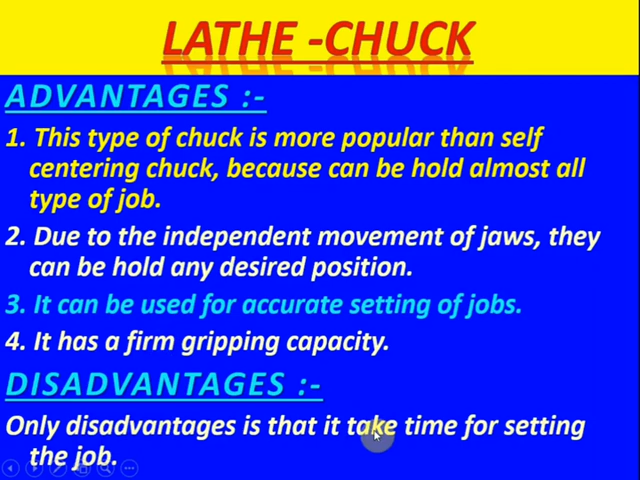 LATHE -CHUCK
ADVANTAGES :-
1. This type of chuck is more popular than self
centering chuck, because can be hold almost all
type of job.
2. Due to the independent movement of jaws, they
can be hold any desired position.
3. It can be used for accurate setting of jobs.
4. It has a firm gripping capacity.
DISADVANTAGES :-
Only disadvantages is that it take time for setting
the job.